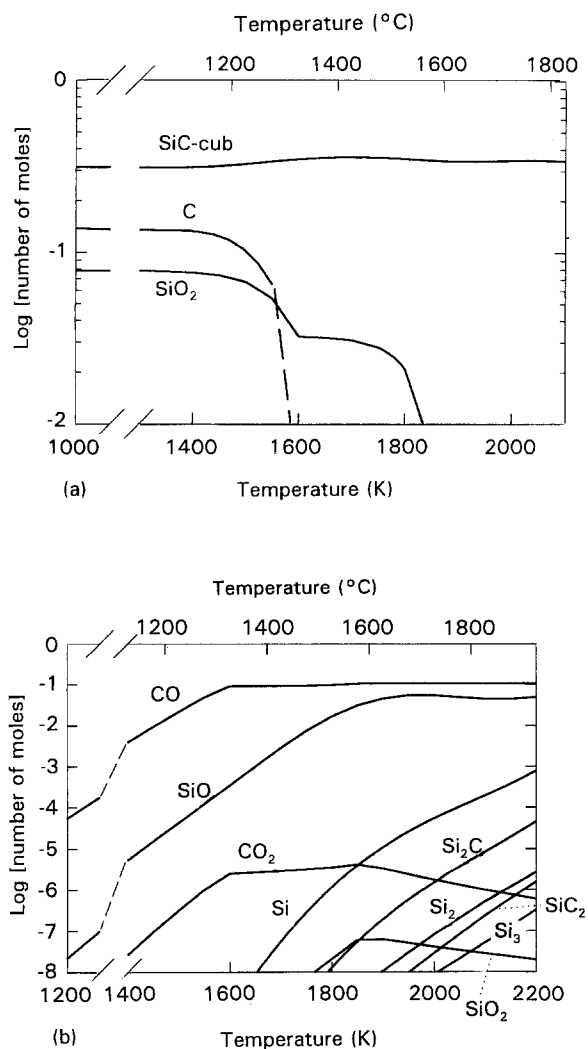 Temperature (°C)
1200 1400 1600 1800
0
SiC-cub
C
-1
SiO2
Log [number of moles]
-2
1000 1400 1600 1800 2000
(a) Temperature (K)
Temperature (°C)
1200 1400 1600 1800
0
-1
CO
-2
-3
SiO
-4
CO2
Si2C
-5
Log [number of moles]
-6
Si
Si2
SiC2
-7
Si3
-8
SiO2
1200 1400 1600 1800 2000 2200
(b) Temperature (K)